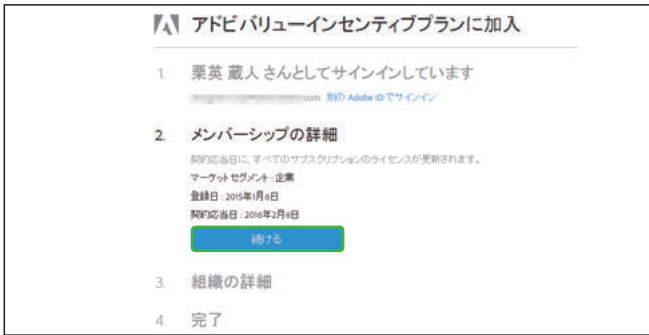 アドビ バリューインセンティブプランに加入
1. 栗英 蔵人 さんとしてサインインしています
com 別の Adobe ID でサインイン
2. メンバーシップの詳細
契約応当日に、すべてのサブスクリプションのライセンスが更新されます。
マーケットセグメント : 企業
登録日 : 2015年1月6日
契約応当日 : 2016年2月6日
続ける
3. 組織の詳細
4. 完了